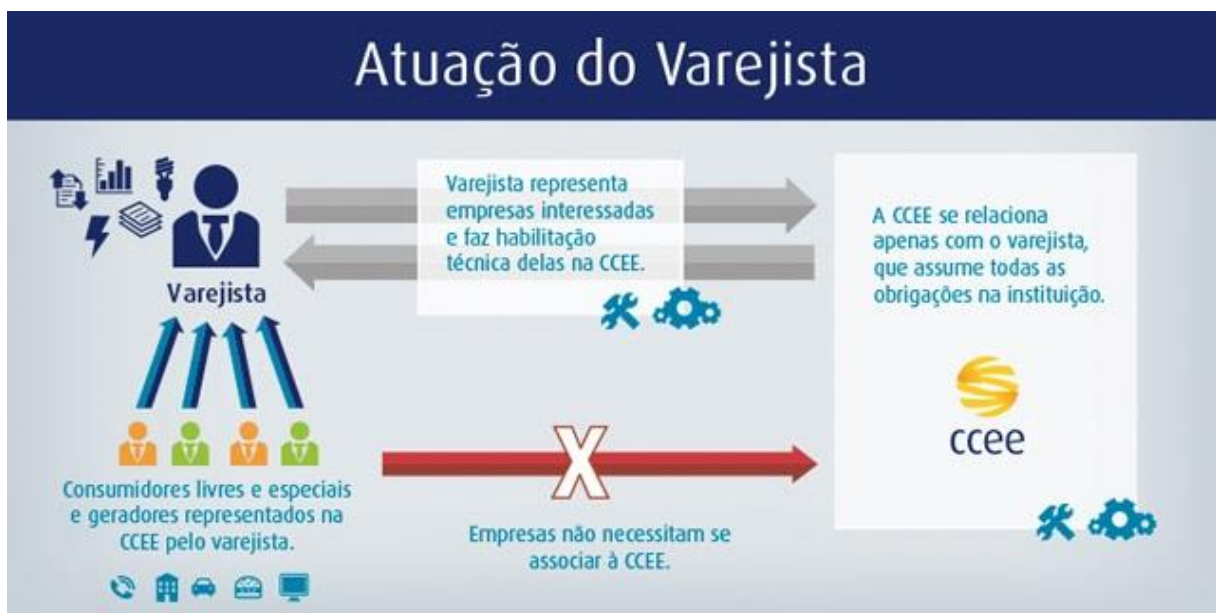 Atuação do Varejista
Varejista
Varejista representa
empresas interessadas
e faz habilitação
técnica delas na CCEE.
A CCEE se relaciona
apenas com o varejista,
que assume todas as
obrigações na instituição.
ccee
Consumidores livres e especiais
e geradores representados na
CCEE pelo varejista.
X
Empresas não necessitam se
associar à CCEE.